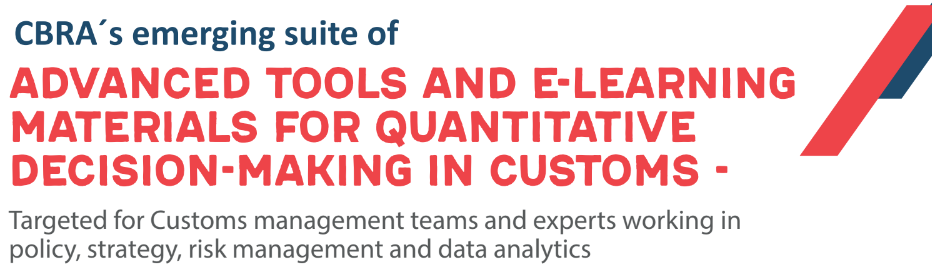 CBRA´s emerging suite of
ADVANCED TOOLS AND E-LEARNING
MATERIALS FOR QUANTITATIVE
DECISION-MAKING IN CUSTOMS -
Targeted for Customs management teams and experts working in
policy, strategy, risk management and data analytics